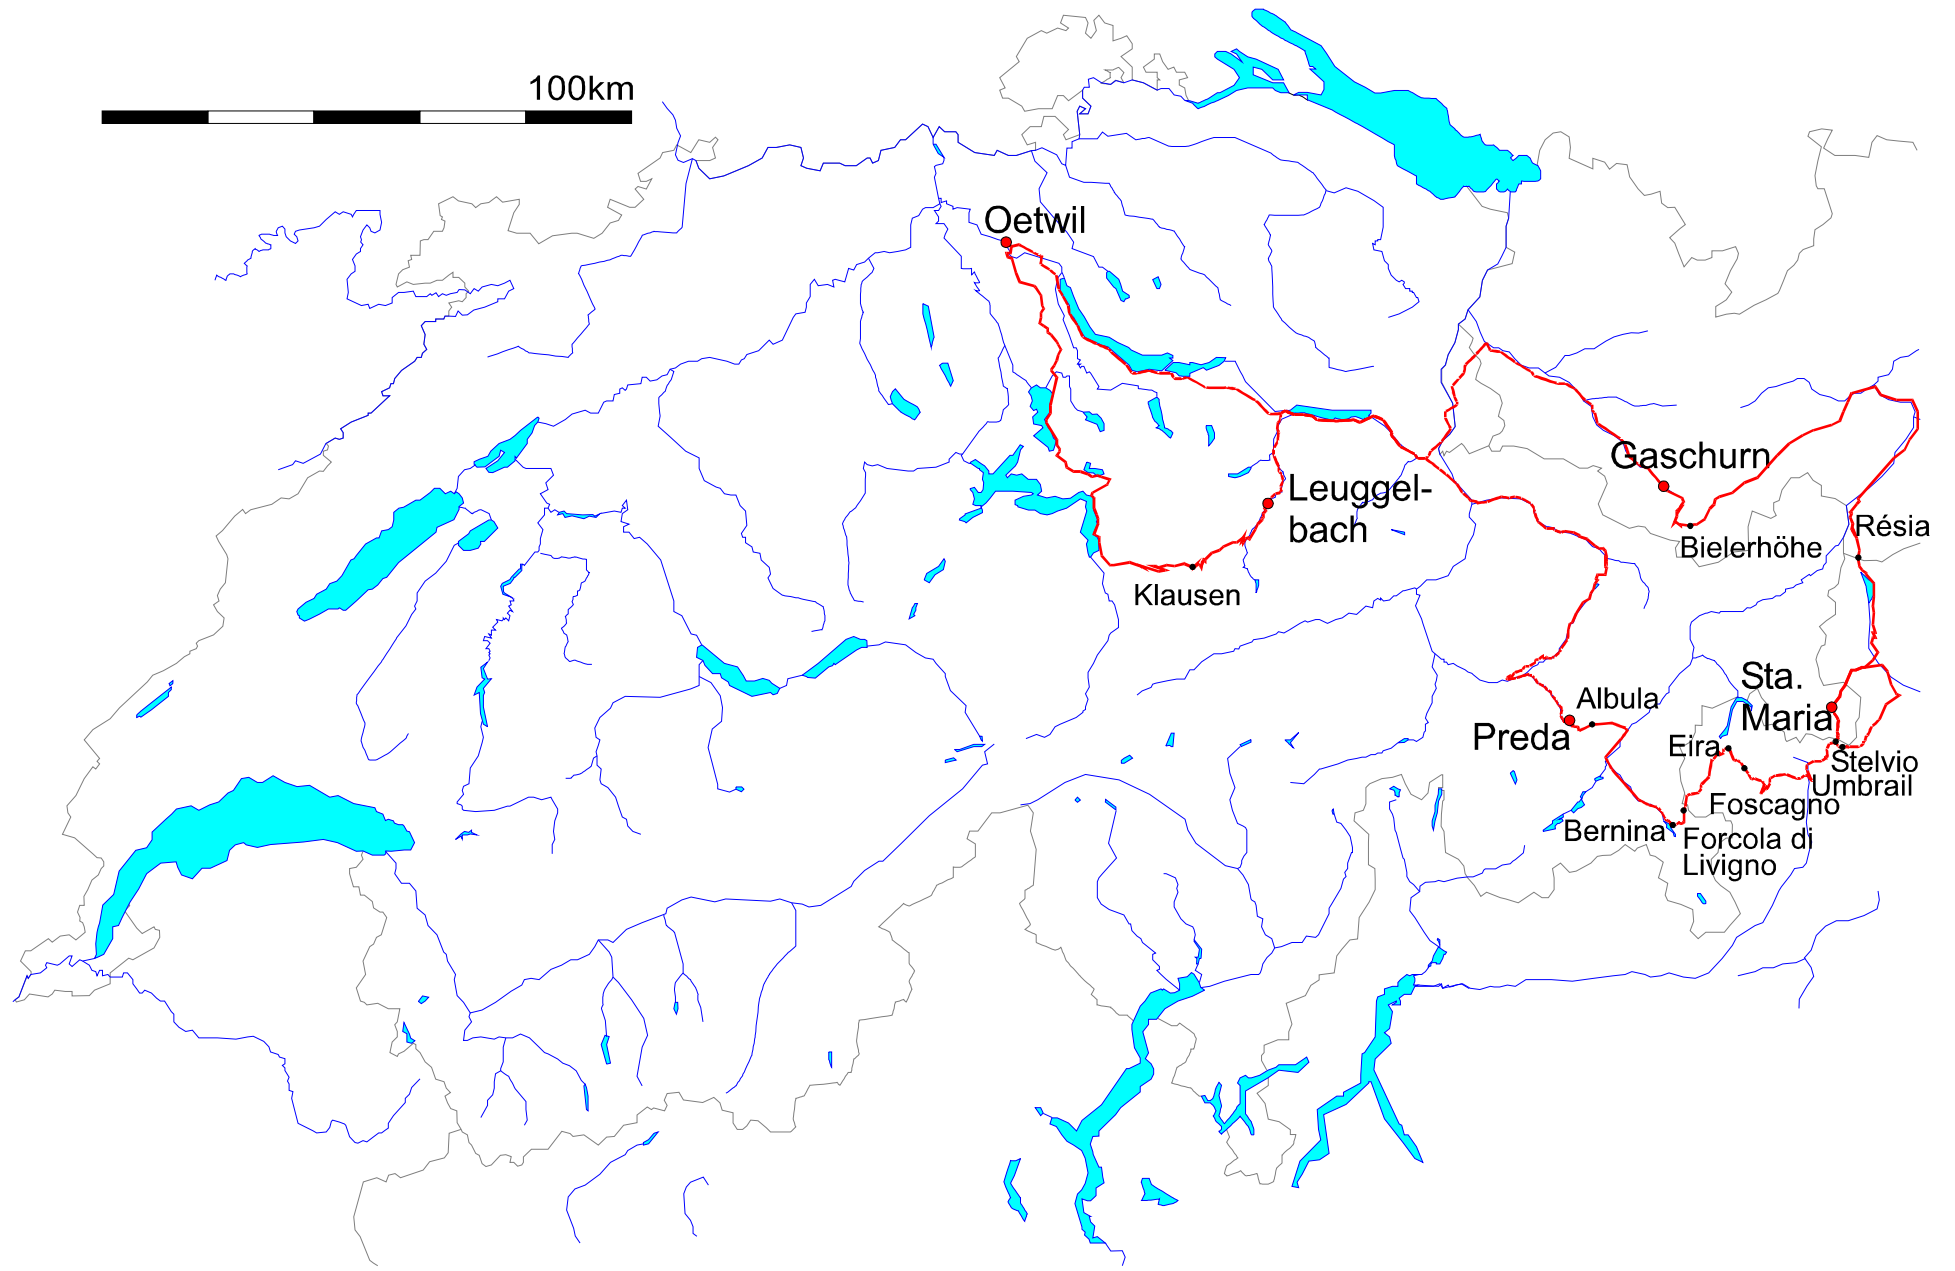 100km
Oetwil
Gaschurn
Leuggel-
bach
Résia
Bielerhöhe
Klausen
Sta.
Maria
Albula
Preda
Eira
Stelvio
Umbrail
Foscagno
Bernina
Forcola di
Livigno